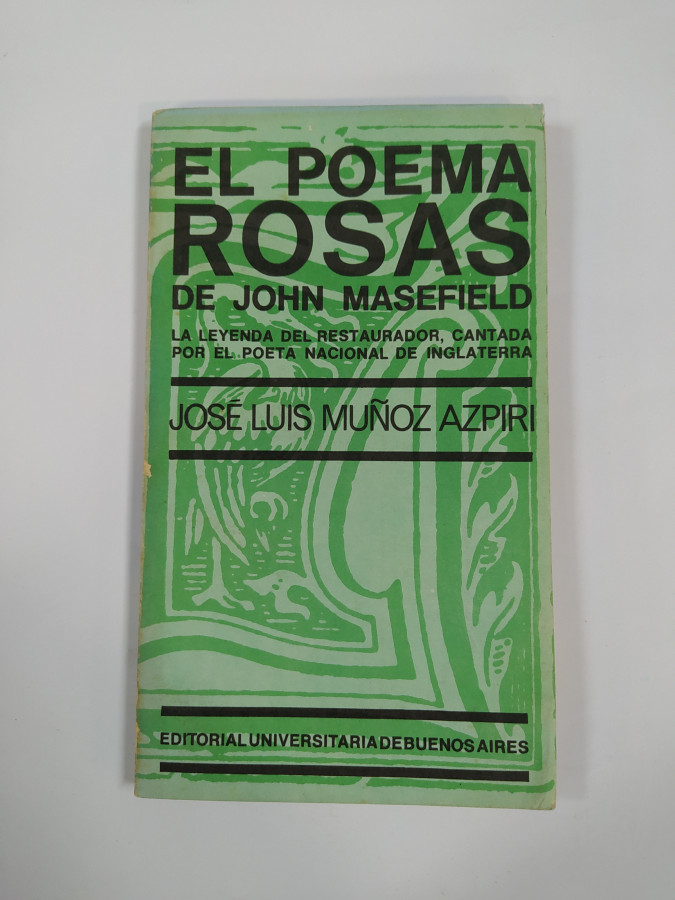 EL POEMA
ROSAS
DE JOHN MASEFIELD
LA LEYENDA DEL RESTAURADOR, CANTADA
POR EL POETA NACIONAL DE INGLATERRA
JOSÉ LUIS MUÑOZ AZPIRI
EDITORIAL UNIVERSITARIA DE BUENOS AIRES